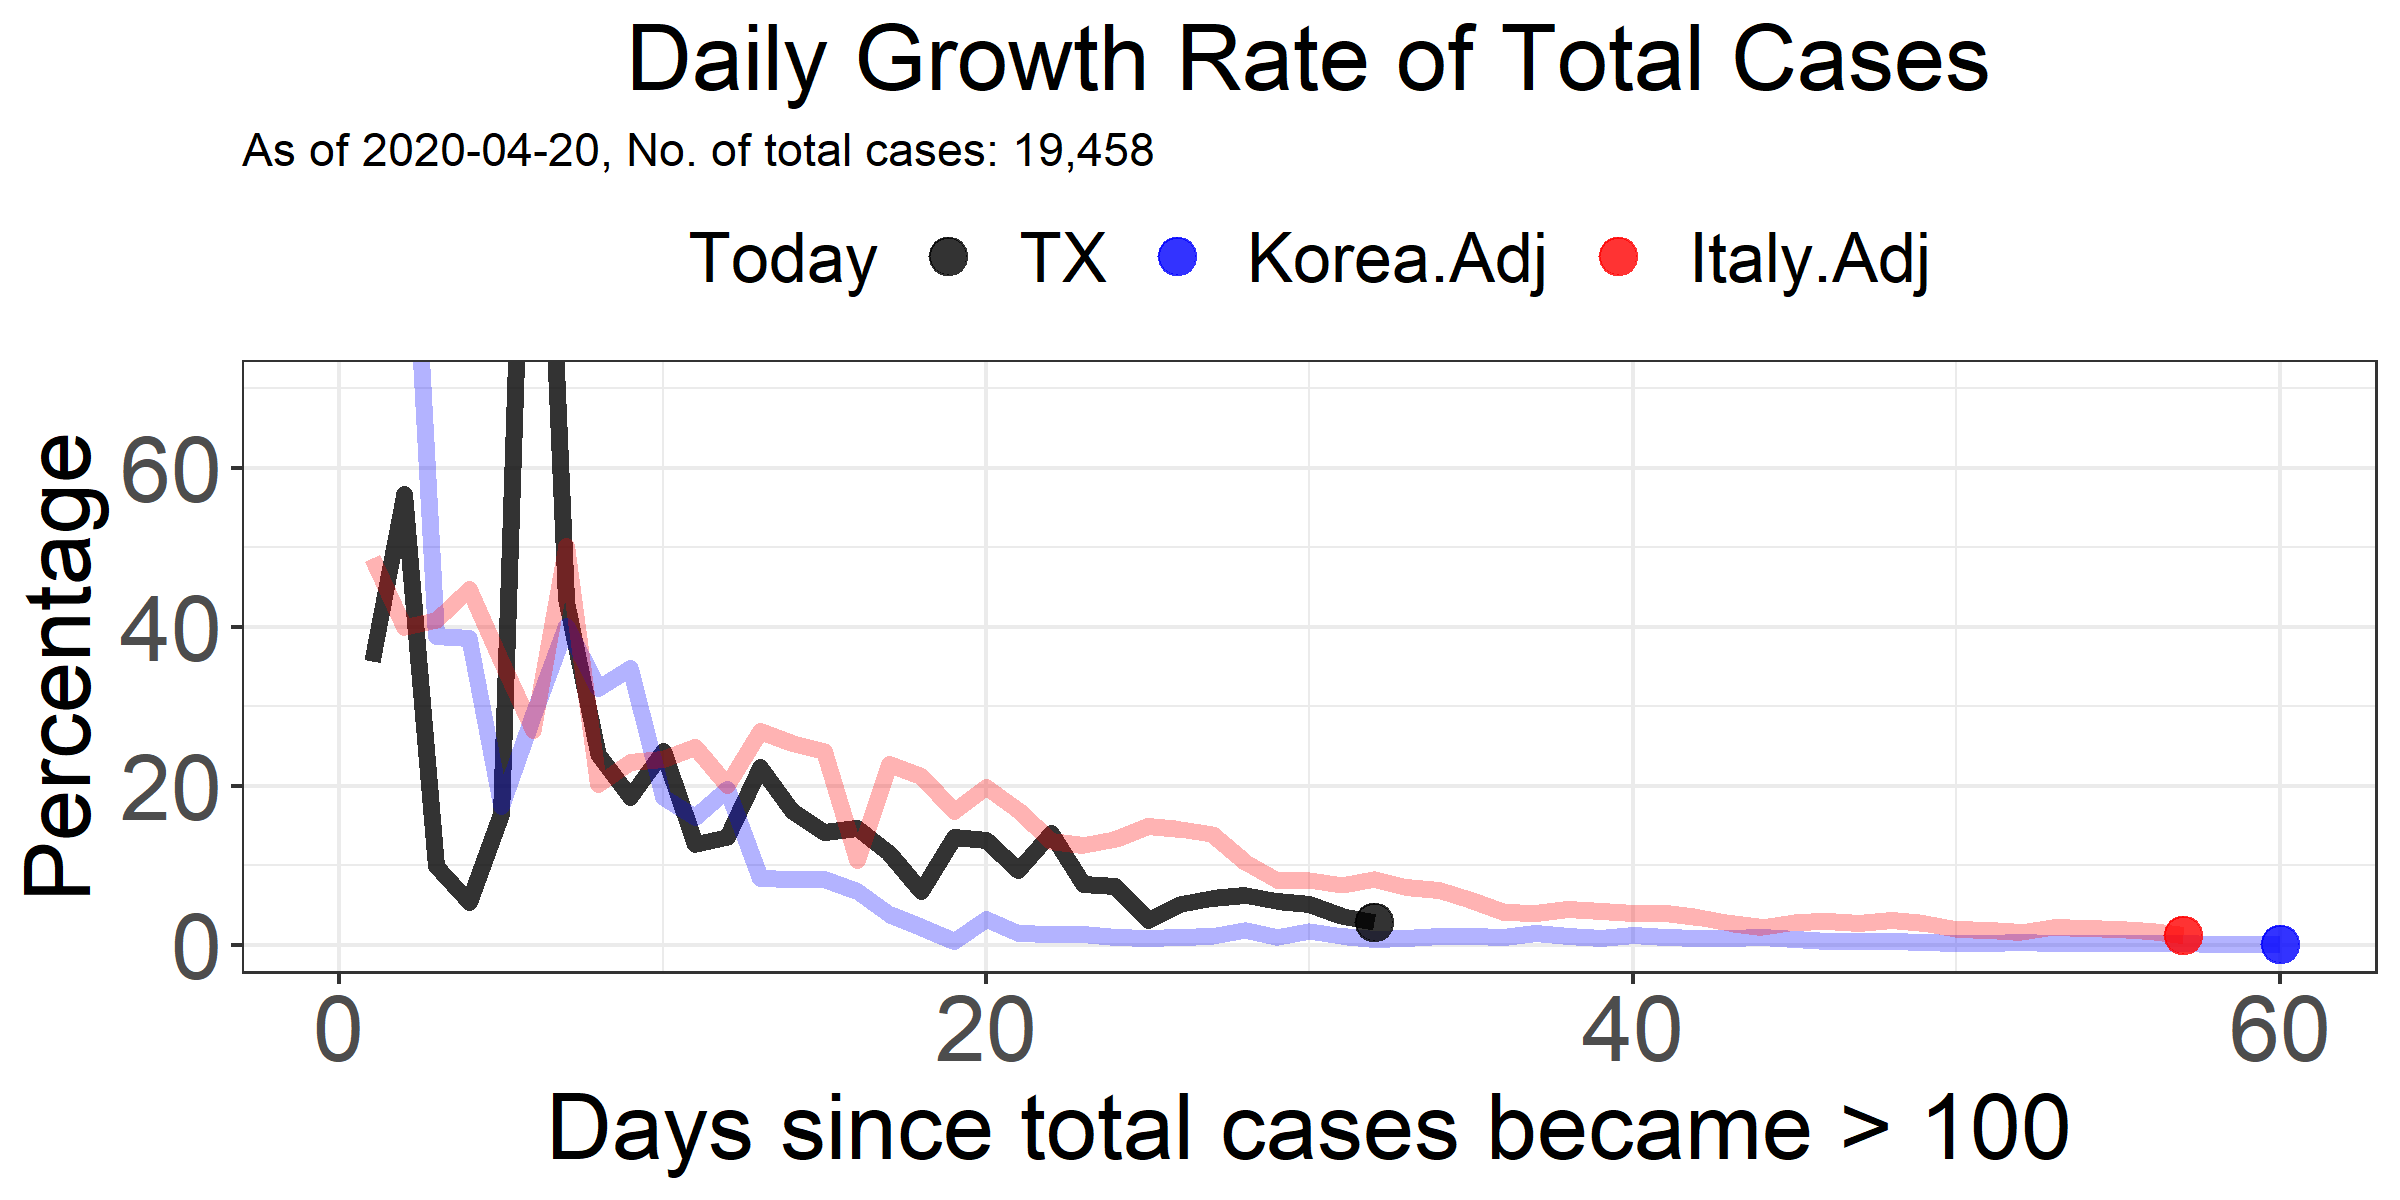 Daily Growth Rate of Total Cases
As of 2020-04-20, No. of total cases: 19,458
Today TX Korea.Adj Italy.Adj
Percentage
60
40
20
0
0 20 40 60
Days since total cases became > 100